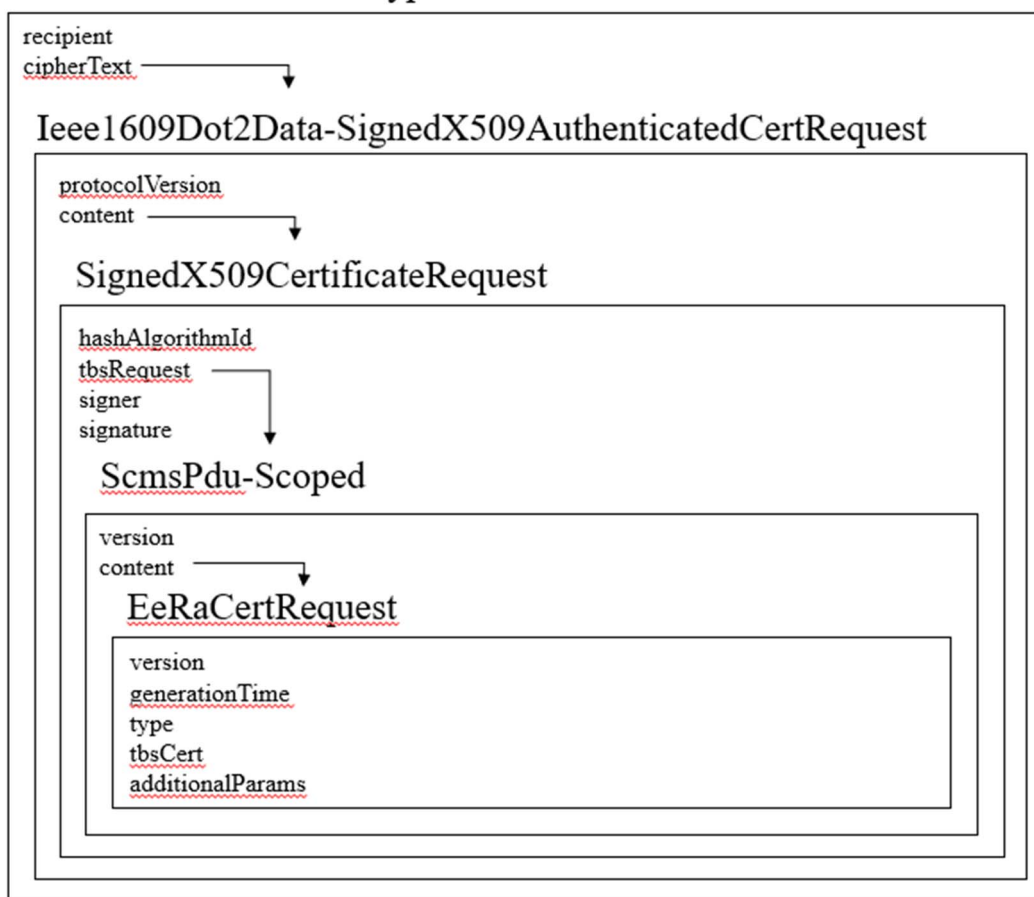 recipient
cipherText
Ieee1609Dot2Data-SignedX509AuthenticatedCertRequest
protocolVersion
content
SignedX509CertificateRequest
hashAlgorithmId
tbsRequest
signer
signature
ScmsPdu-Scoped
version
content
EeRaCertRequest
version
generationTime
type
tbsCert
additionalParams